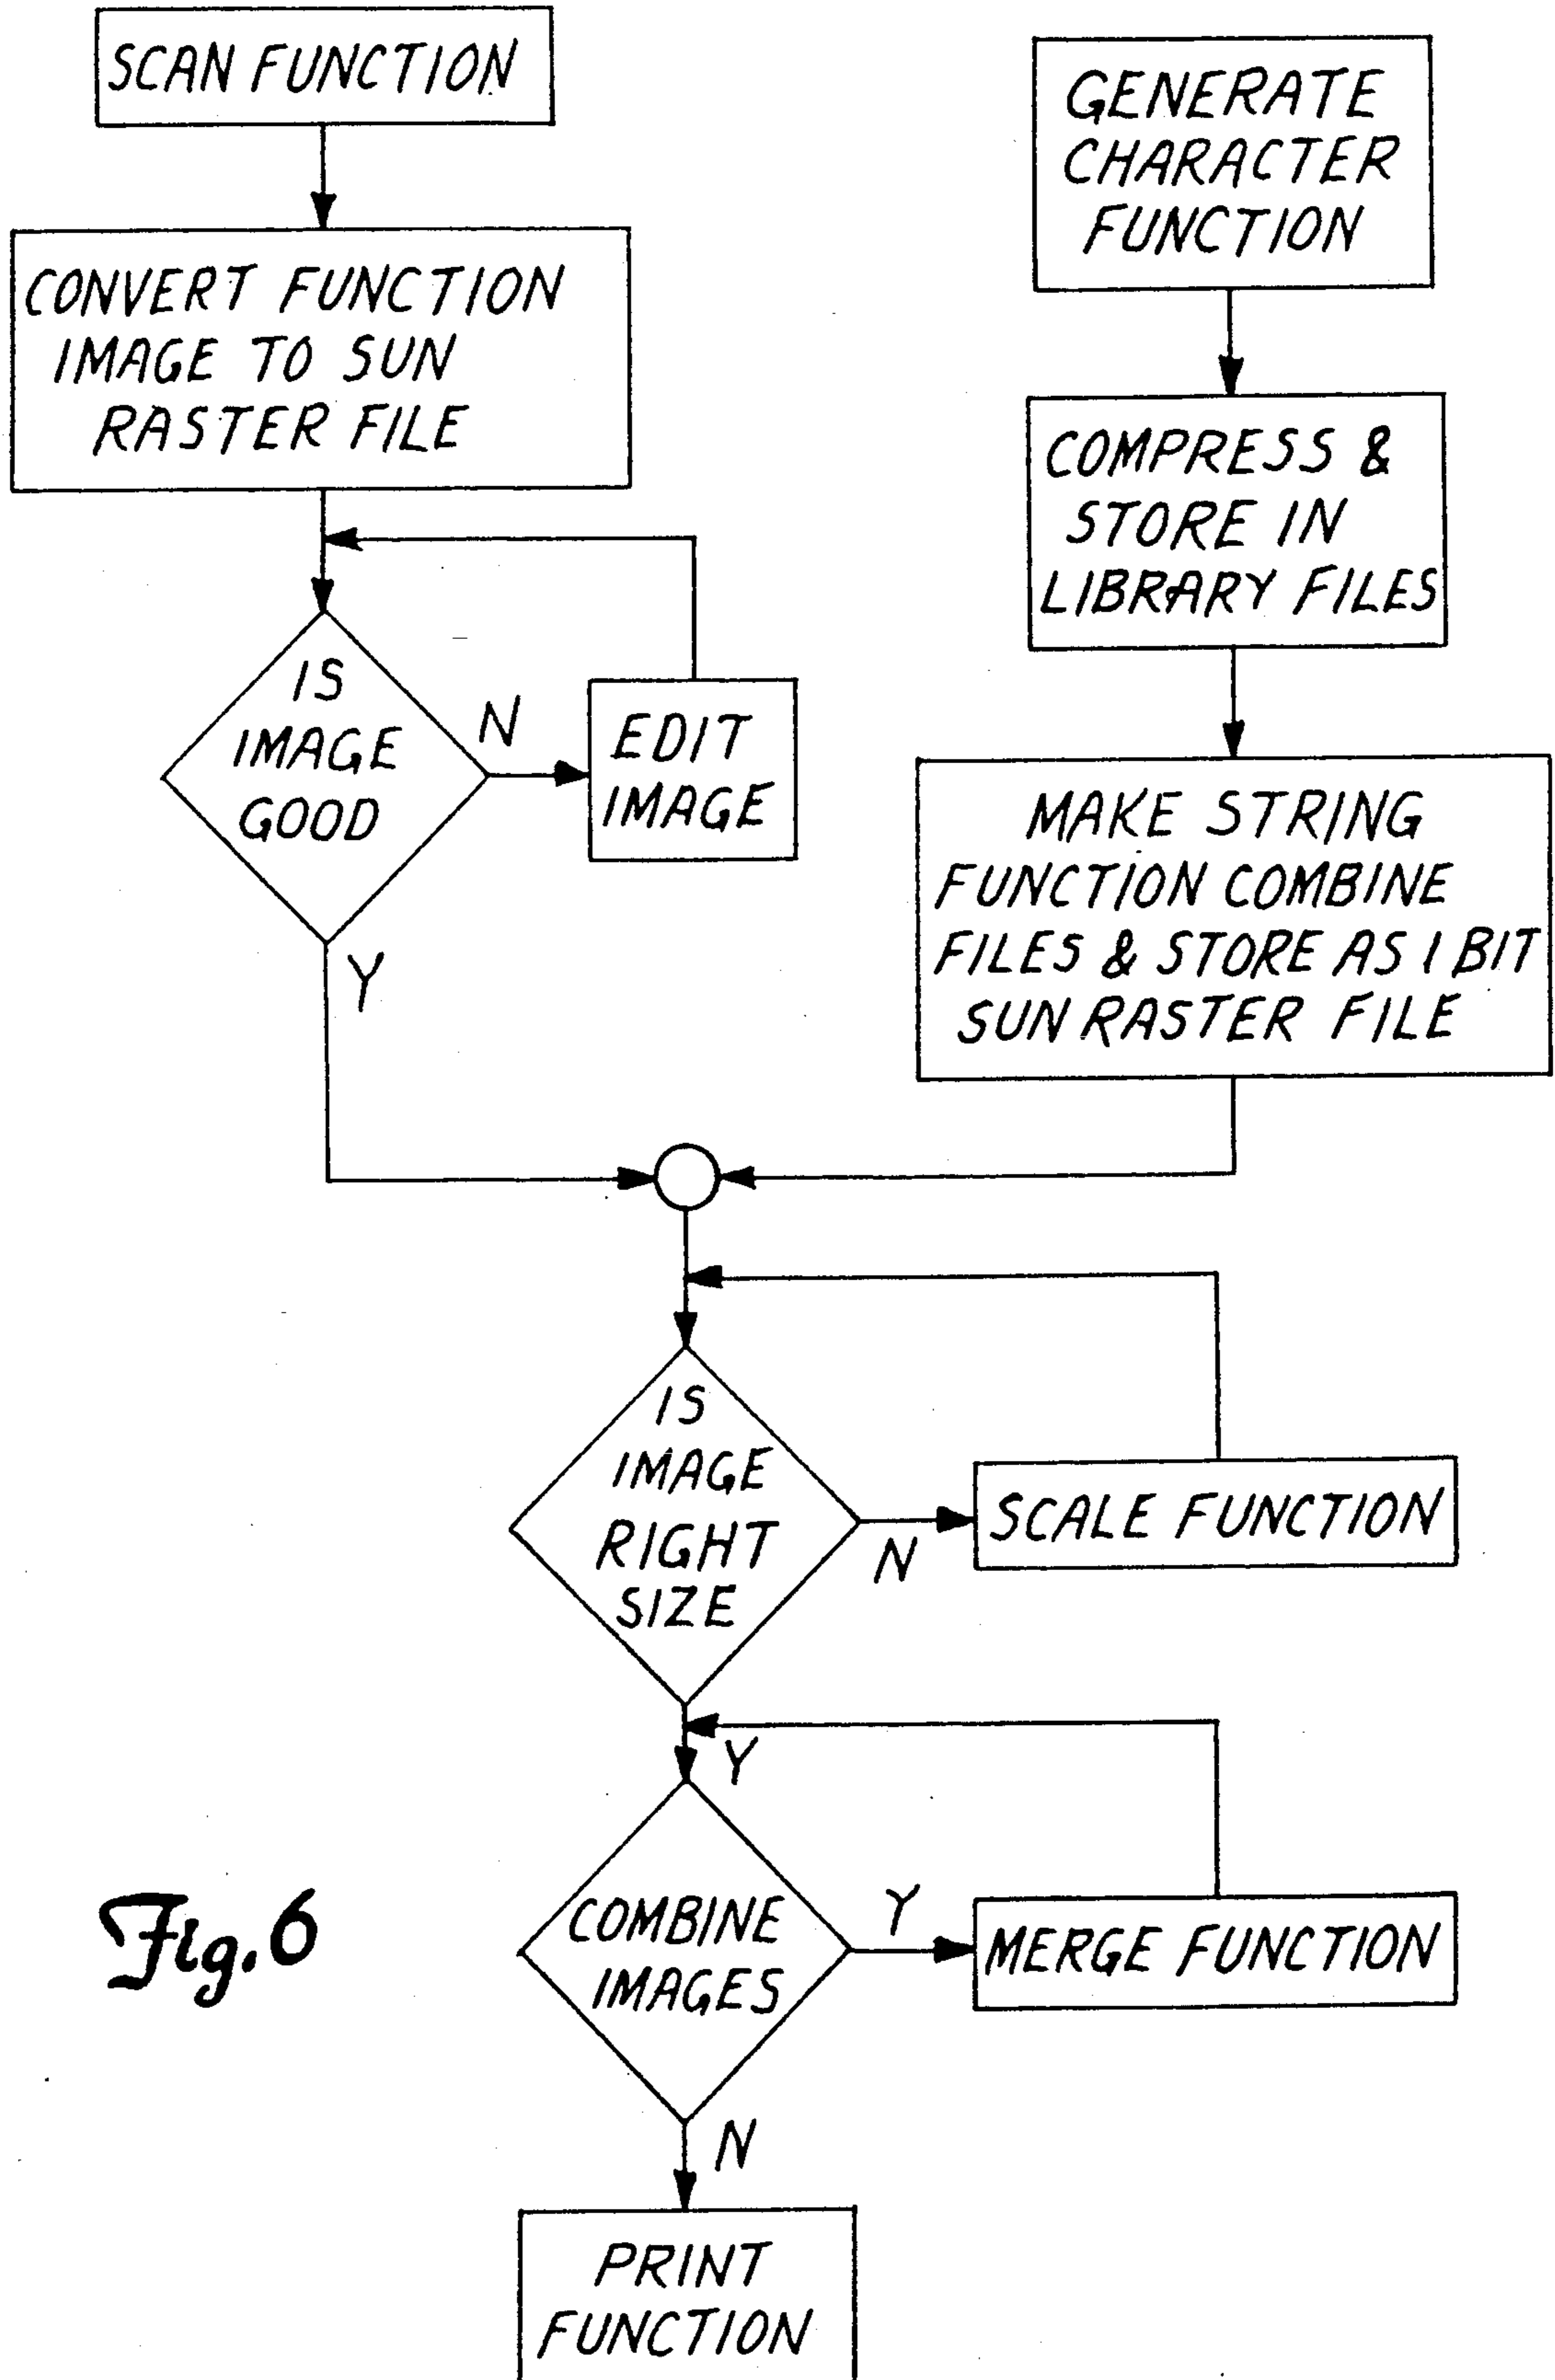 SCAN FUNCTION
CONVERT FUNCTION
IMAGE TO SUN
RASTER FILE
IS
IMAGE
GOOD
N
EDIT
IMAGE
Y
GENERATE
CHARACTER
FUNCTION
COMPRESS &
STORE IN
LIBRARY FILES
MAKE STRING
FUNCTION COMBINE
FILES & STORE AS 1 BIT
SUN RASTER FILE
IS
IMAGE
RIGHT
SIZE
N
SCALE FUNCTION
Y
COMBINE
IMAGES
Y
MERGE FUNCTION
N
PRINT
FUNCTION
Fig. 6